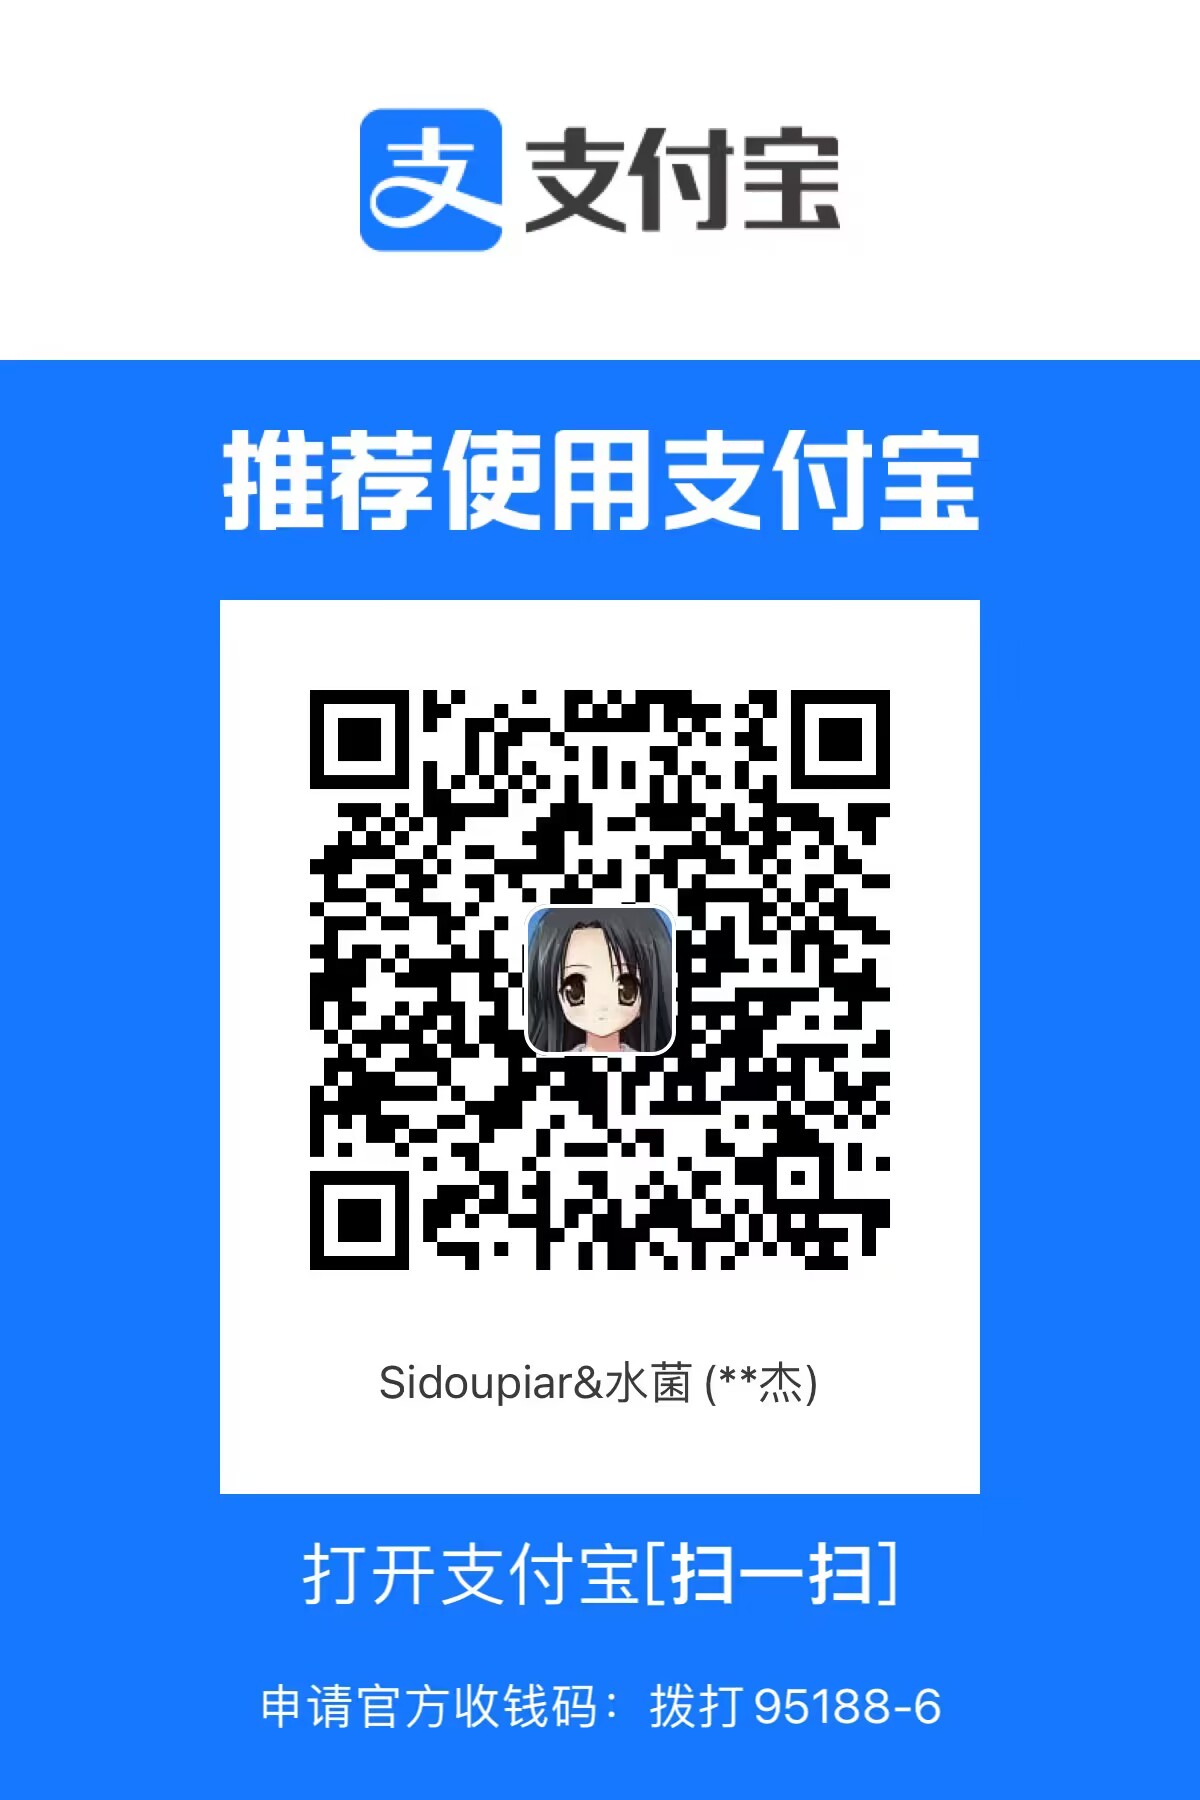 支 支付宝
推荐使用支付宝
Sidoupiar&水菌 (**杰)
打开支付宝[扫一扫]
申请官方收钱码：拨打 95188-6